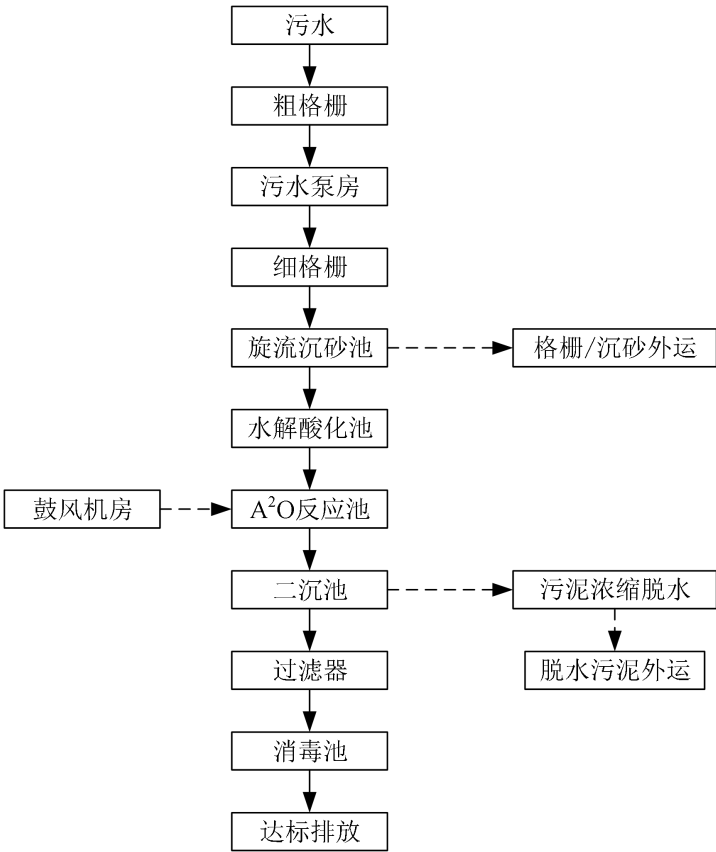 污水
粗格栅
污水泵房
细格栅
旋流沉砂池
格栅/沉砂外运
水解酸化池
鼓风机房
A²O反应池
二沉池
污泥浓缩脱水
过滤器
脱水污泥外运
消毒池
达标排放